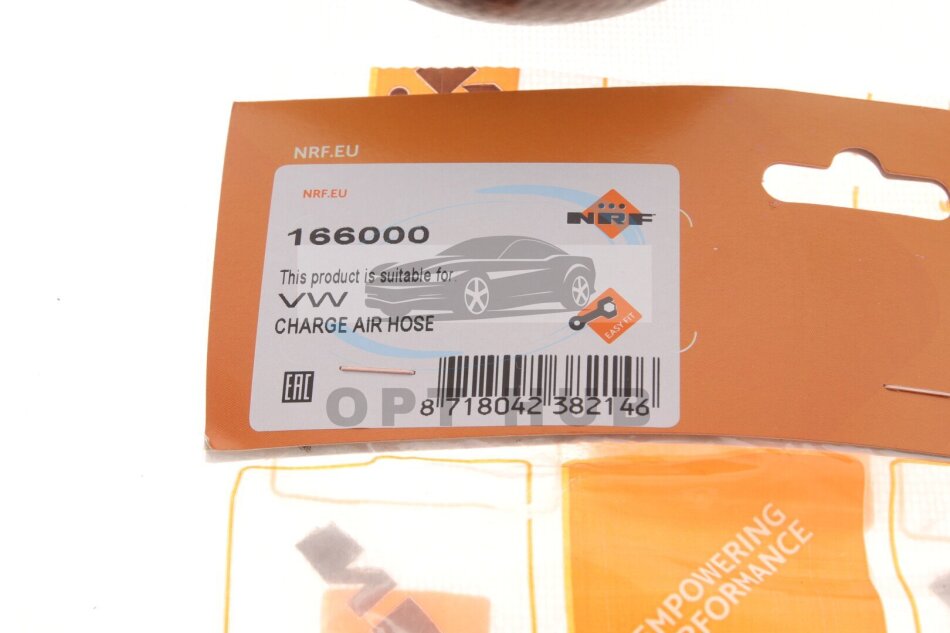 NRF.EU
NRF.EU
NRF
166000
This product is suitable for
VW
CHARGE AIR HOSE
EASY FIT
EAC
OPT HUB
8 718042 382146
EMPOWERING
PERFORMANCE